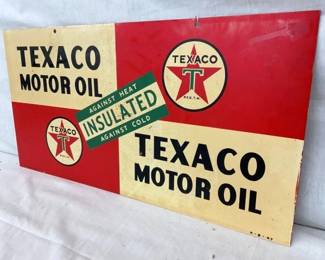 TEXACO
MOTOR OIL
TEXACO
T
AGAINST HEAT
INSULATED
AGAINST COLD
TEXACO
T
TEXACO
MOTOR OIL